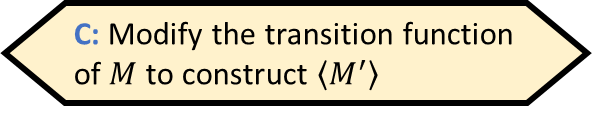 C: Modify the transition function
of M to construct ⟨M′⟩